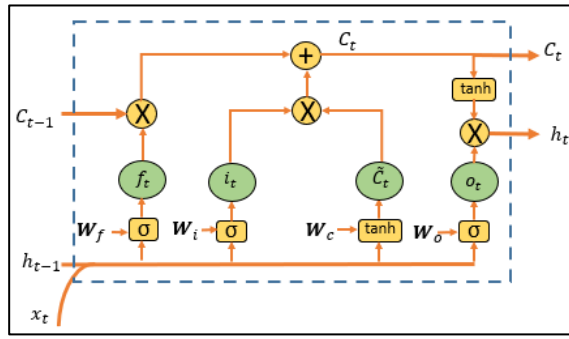 C_t C_t
+
tanh
C_{t-1} X X X h_t
f_t i_t C̃_t o_t
W_f σ W_i σ W_c tanh W_o σ
h_{t-1}
x_t